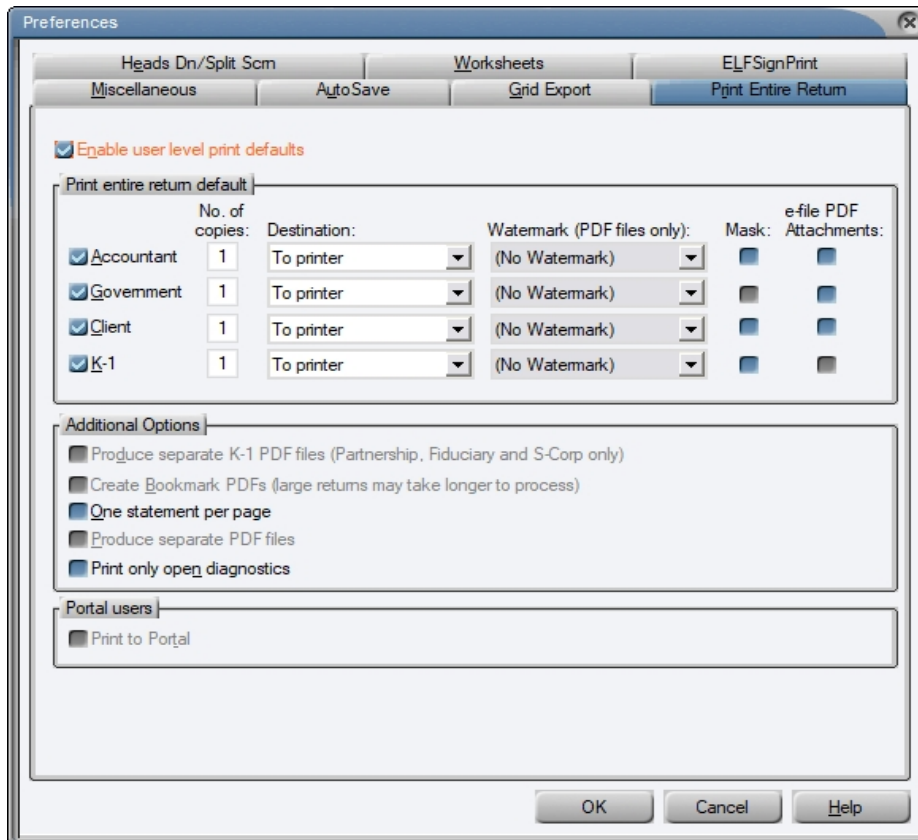 Preferences
Heads Dn/Split Scrn Worksheets ELFSignPrint
Miscellaneous AutoSave Grid Export Print Entire Return
Enable user level print defaults
Print entire return default
No. of copies: Destination: Watermark (PDF files only): Mask: e-file PDF Attachments:
Accountant 1 To printer (No Watermark)
Government 1 To printer (No Watermark)
Client 1 To printer (No Watermark)
K-1 1 To printer (No Watermark)
Additional Options
Produce separate K-1 PDF files (Partnership, Fiduciary and S-Corp only)
Create Bookmark PDFs (large returns may take longer to process)
One statement per page
Produce separate PDF files
Print only open diagnostics
Portal users
Print to Portal
OK Cancel Help